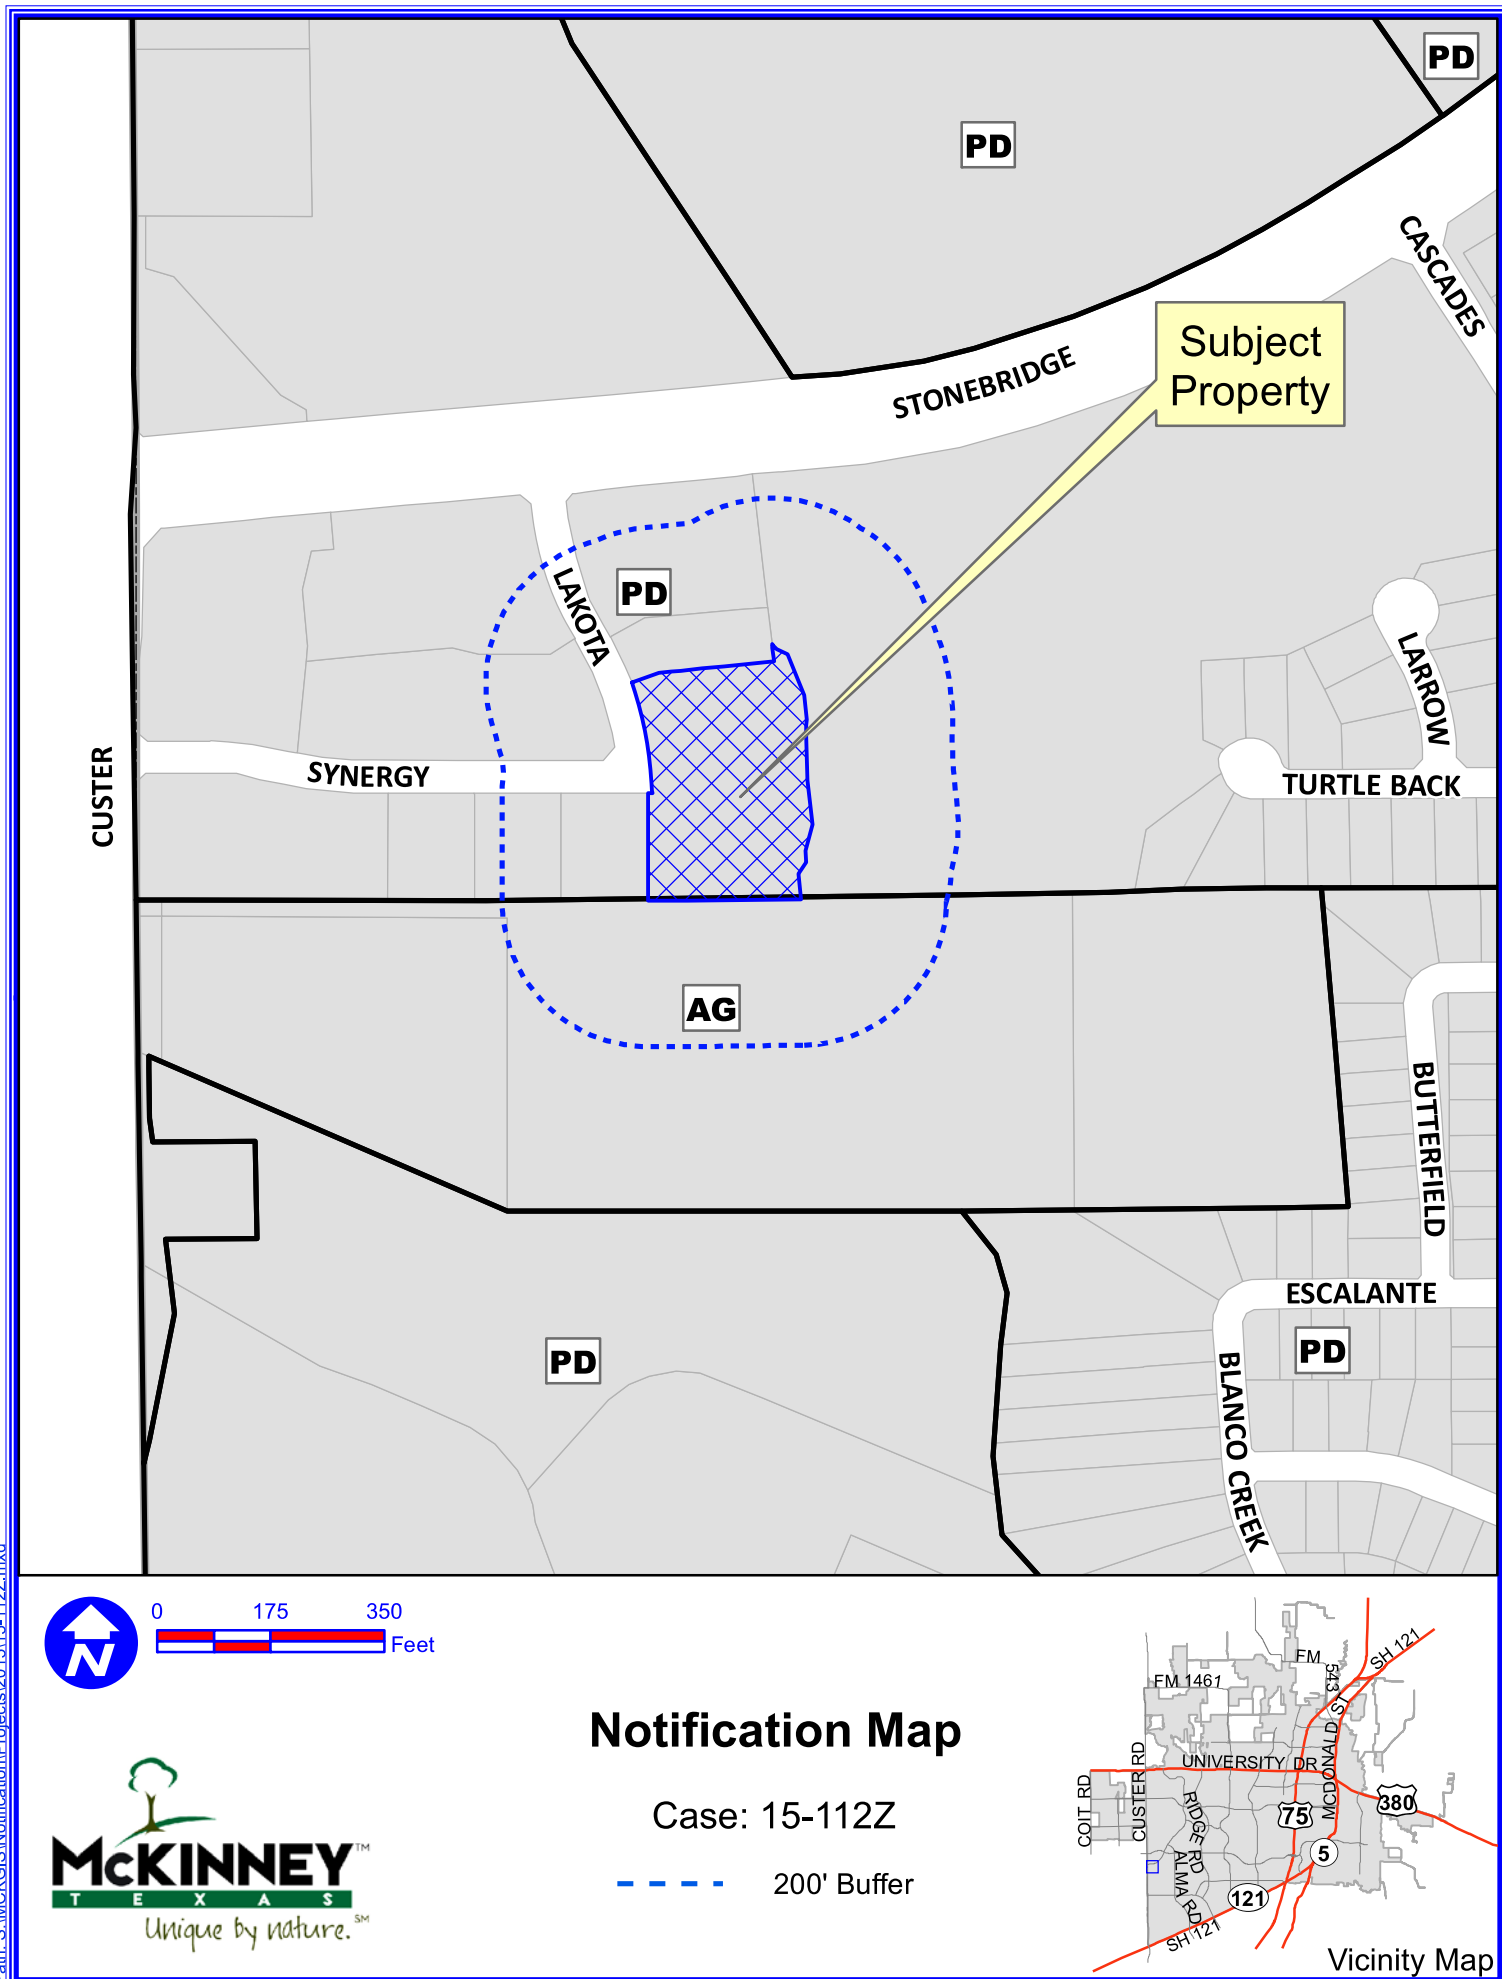 PD
PD
CASCADES
Subject
Property
STONEBRIDGE
LAKOTA
PD
LARROW
SYNERGY
TURTLE BACK
CUSTER
AG
BUTTERFIELD
ESCALANTE
PD
PD
BLANCO CREEK
0 175 350
Feet
N
Notification Map
Case: 15-112Z
200' Buffer
McKINNEY™
TEXAS
Unique by nature.℠
FM 1461
FM 543
SH 121
UNIVERSITY DR
MCDONALD ST
COIT RD
CUSTER RD
RIDGE RD
ALMA RD
75
380
5
121
SH 121
Vicinity Map